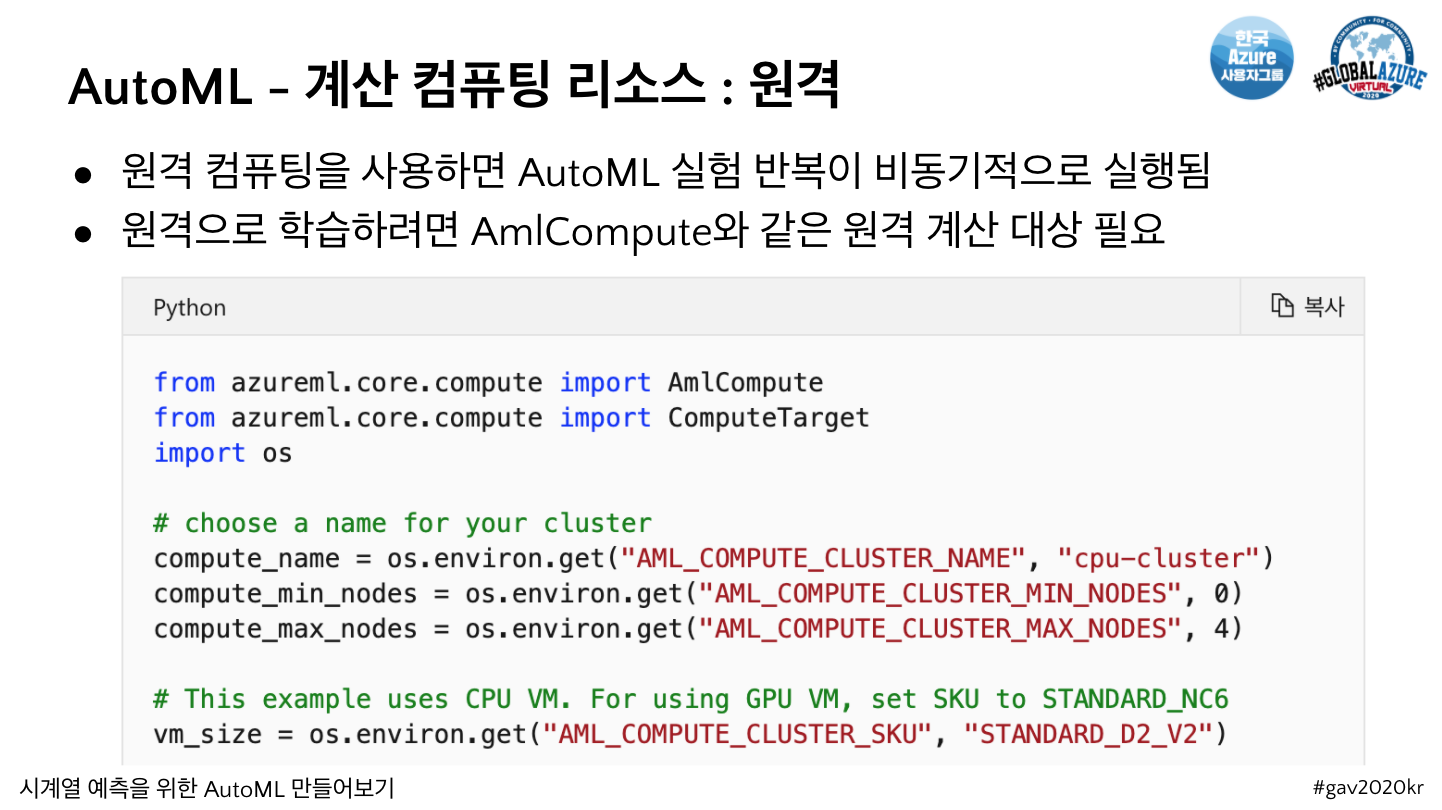 한국
Azure
사용자그룹
BY COMMUNITY · FOR COMMUNITY
#GLOBALAZURE
VIRTUAL
2020
AutoML – 계산 컴퓨팅 리소스 : 원격
● 원격 컴퓨팅을 사용하면 AutoML 실험 반복이 비동기적으로 실행됨
● 원격으로 학습하려면 AmlCompute와 같은 원격 계산 대상 필요
Python
복사
from azureml.core.compute import AmlCompute
from azureml.core.compute import ComputeTarget
import os
# choose a name for your cluster
compute_name = os.environ.get("AML_COMPUTE_CLUSTER_NAME", "cpu-cluster")
compute_min_nodes = os.environ.get("AML_COMPUTE_CLUSTER_MIN_NODES", 0)
compute_max_nodes = os.environ.get("AML_COMPUTE_CLUSTER_MAX_NODES", 4)
# This example uses CPU VM. For using GPU VM, set SKU to STANDARD_NC6
vm_size = os.environ.get("AML_COMPUTE_CLUSTER_SKU", "STANDARD_D2_V2")
시계열 예측을 위한 AutoML 만들어보기
#gav2020kr